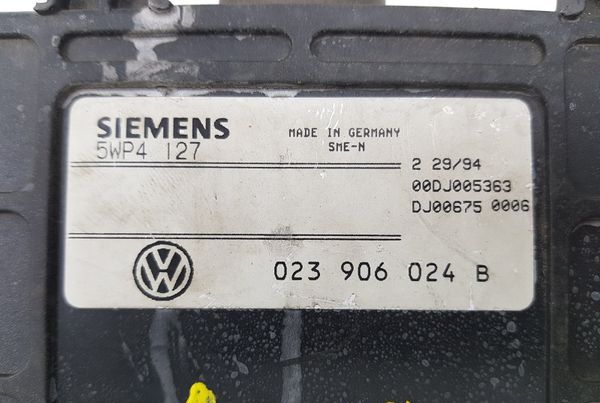 SIEMENS
5WP4 127
MADE IN GERMANY
SME-N
2 29/94
00DJ005363
DJ00675 0006
023 906 024 B